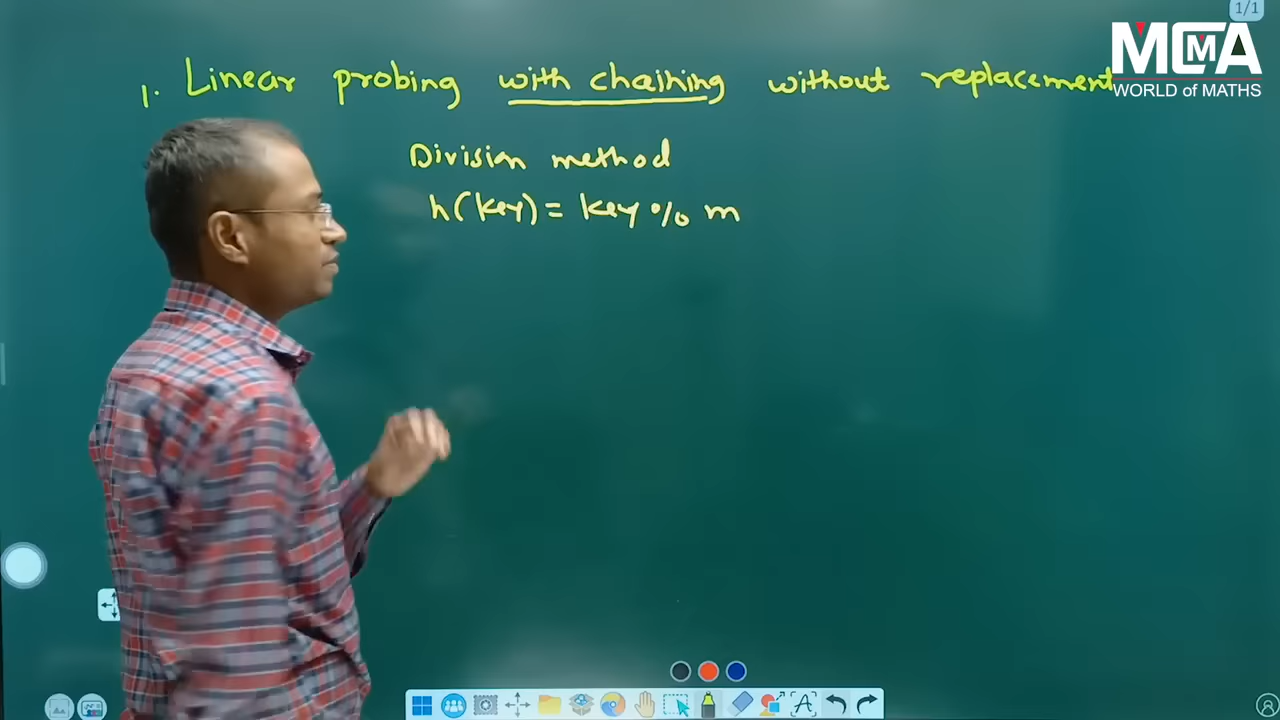 1/1
MCMA
WORLD of MATHS
1. Linear probing with chaining without replacement
Division method
h(key) = key % m